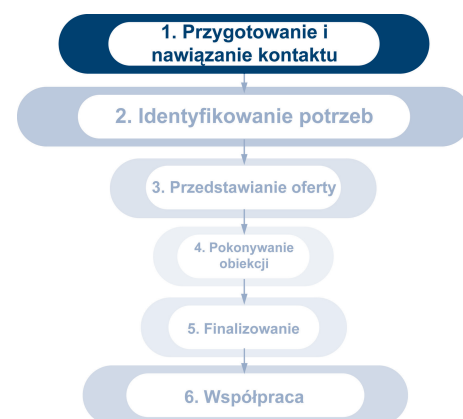 1. Przygotowanie i
nawiązanie kontaktu
2. Identyfikowanie potrzeb
3. Przedstawianie oferty
4. Pokonywanie
obiekcji
5. Finalizowanie
6. Współpraca